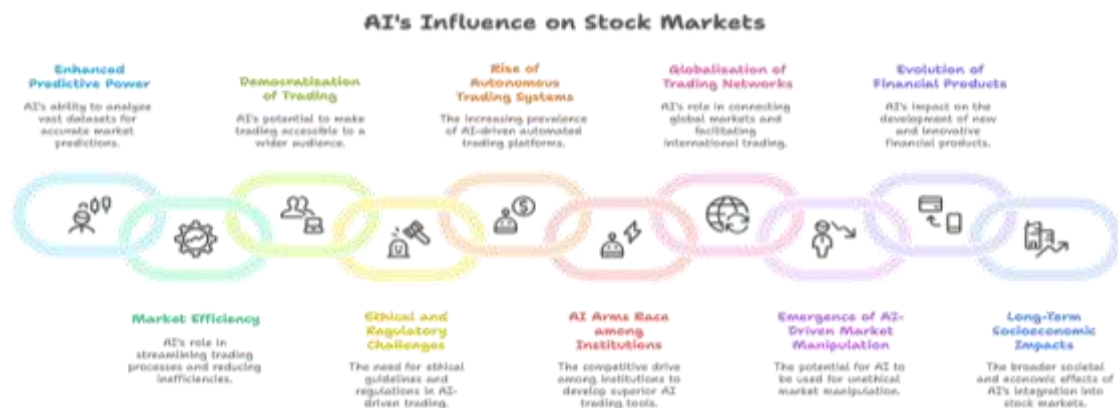 AI's Influence on Stock Markets
Enhanced
Predictive Power
AI's ability to analyze
vast datasets for
accurate market
predictions.
Democratization
of Trading
AI's potential to make
trading accessible to a
wider audience.
Rise of
Autonomous
Trading Systems
The increasing prevalence
of AI-driven automated
trading platforms.
Globalization of
Trading Networks
AI's role in connecting
global markets and
facilitating
international trading.
Evolution of
Financial Products
AI's impact on the
development of new
and innovative
financial products.
Market Efficiency
AI's role in
streamlining trading
processes and reducing
inefficiencies.
Ethical and
Regulatory
Challenges
The need for ethical
guidelines and
regulations in AI-
driven trading.
AI Arms Race
among
Institutions
The competitive drive
among institutions to
develop superior AI
trading tools.
Emergence of AI-
Driven Market
Manipulation
The potential for AI to
be used for unethical
market manipulation.
Long-Term
Socioeconomic
Impacts
The broader societal
and economic effects of
AI's integration into
stock markets.